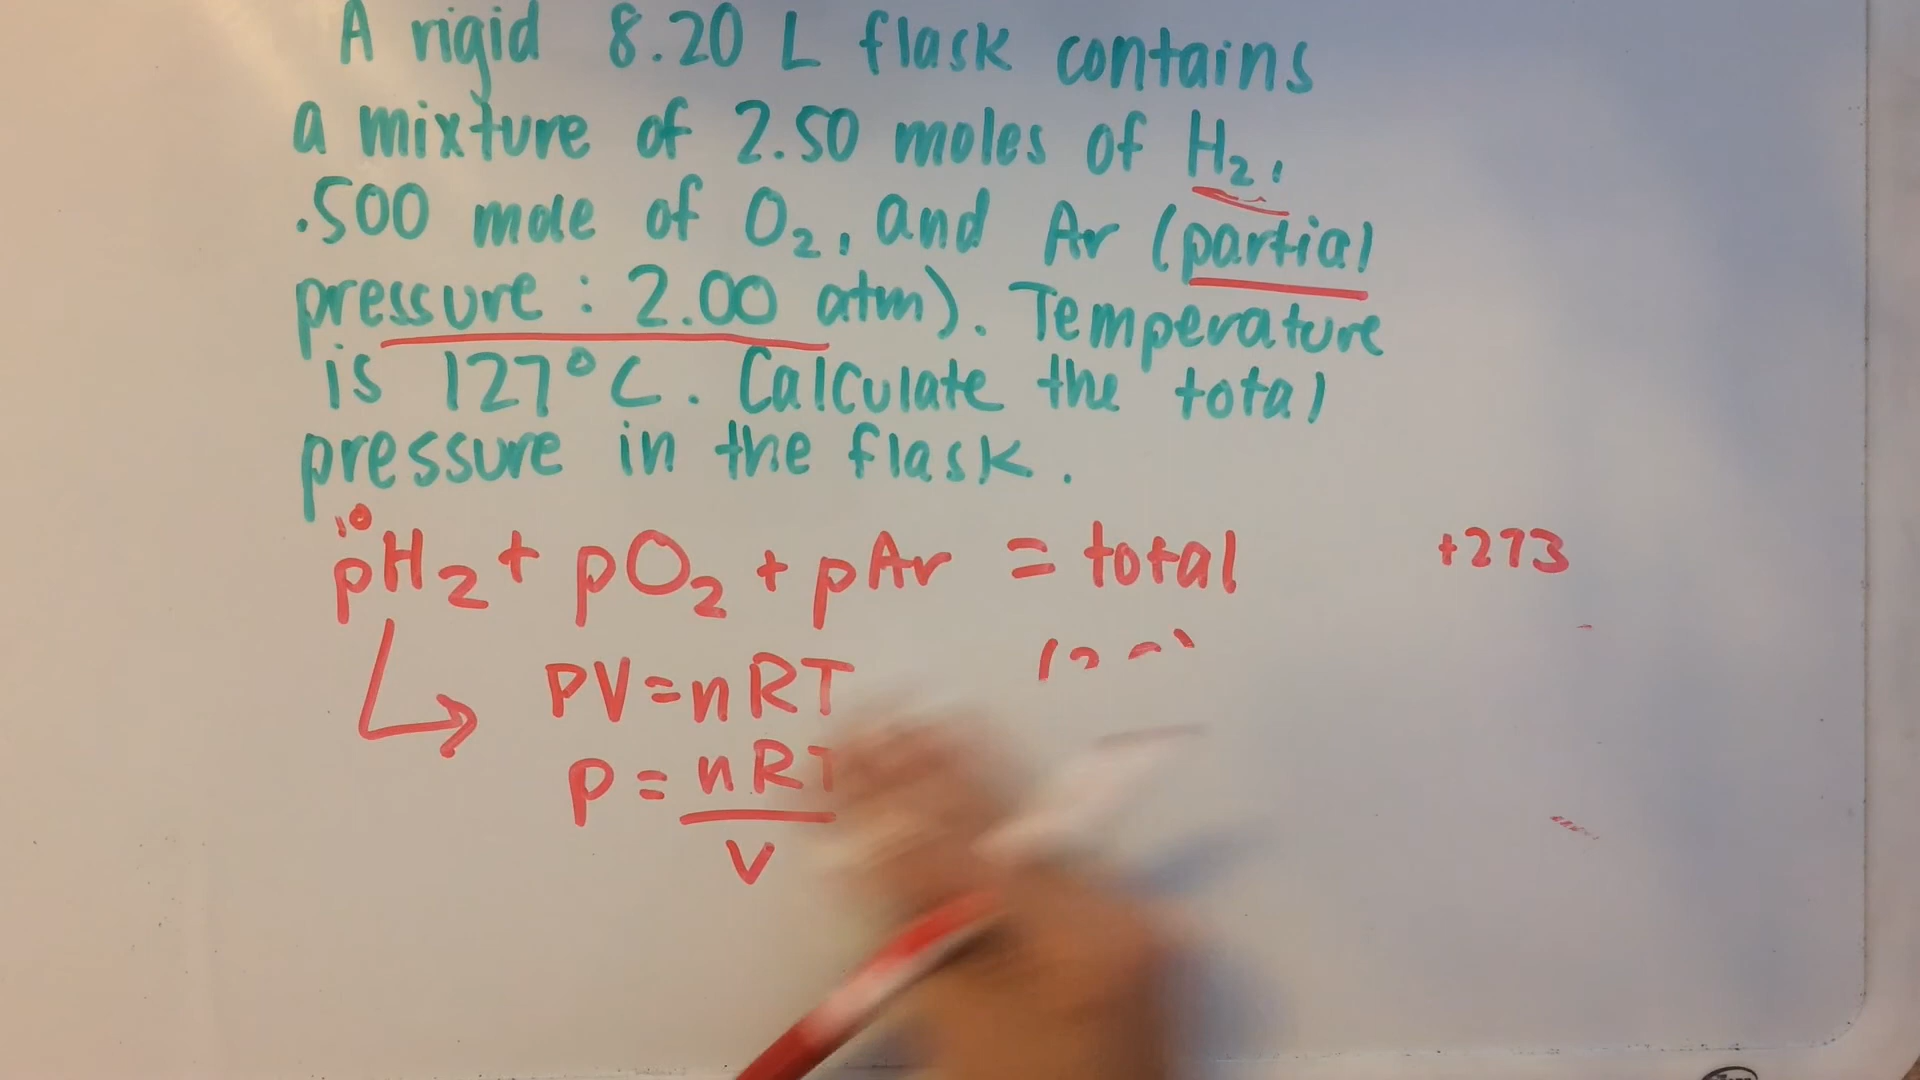 A rigid 8.20 L flask contains
a mixture of 2.50 moles of H₂,
.500 mole of O₂, and Ar (partial
pressure : 2.00 atm). Temperature
is 127°C. Calculate the total
pressure in the flask.
10
pH₂ + pO₂ + pAr = total
+273
PV=nRT
P = nRT
V